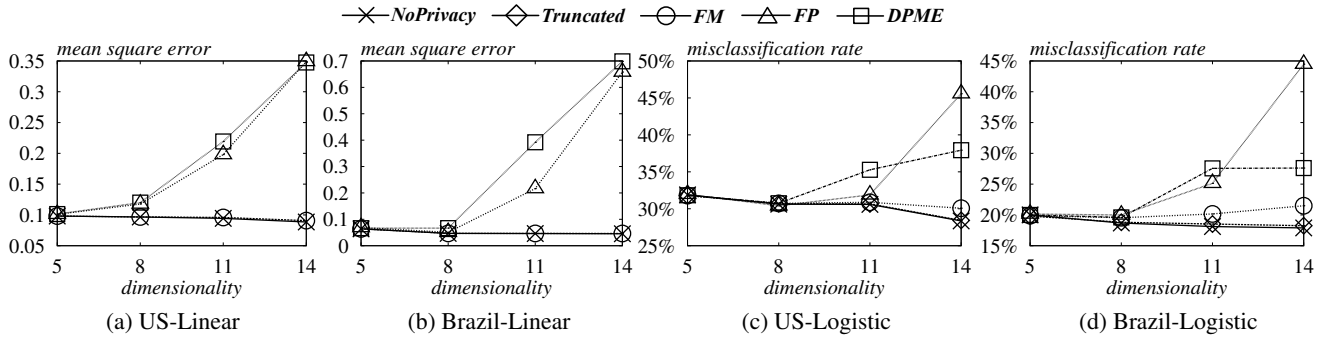 NoPrivacy Truncated FM FP DPME
mean square error
0.35
0.3
0.25
0.2
0.15
0.1
0.05
5 8 11 14
dimensionality
(a) US-Linear
mean square error
0.7
0.6
0.5
0.4
0.3
0.2
0.1
0
5 8 11 14
dimensionality
(b) Brazil-Linear
misclassification rate
50%
45%
40%
35%
30%
25%
5 8 11 14
dimensionality
(c) US-Logistic
misclassification rate
45%
40%
35%
30%
25%
20%
15%
5 8 11 14
dimensionality
(d) Brazil-Logistic